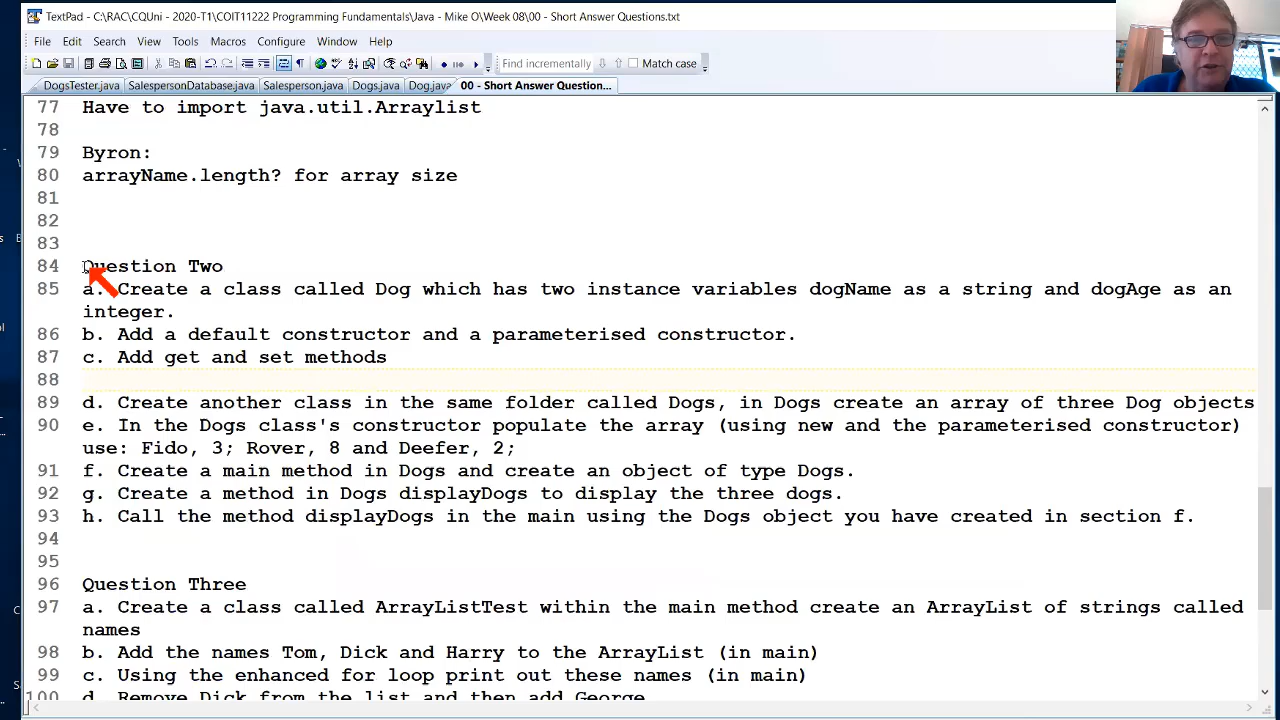 TextPad - C:\RAC\CQUni - 2020-T1\COIT11222 Programming Fundamentals\Java - Mike O\Week 08\00 - Short Answer Questions.txt
File Edit Search View Tools Macros Configure Window Help
Find incrementally Match case
DogsTester.java SalespersonDatabase.java Salesperson.java Dogs.java Dog.java 00 - Short Answer Question...
77 Have to import java.util.Arraylist
78
79 Byron:
80 arrayName.length? for array size
81
82
83
84 Question Two
85 a. Create a class called Dog which has two instance variables dogName as a string and dogAge as an
integer.
86 b. Add a default constructor and a parameterised constructor.
87 c. Add get and set methods
88
89 d. Create another class in the same folder called Dogs, in Dogs create an array of three Dog objects
90 e. In the Dogs class's constructor populate the array (using new and the parameterised constructor)
use: Fido, 3; Rover, 8 and Deefer, 2;
91 f. Create a main method in Dogs and create an object of type Dogs.
92 g. Create a method in Dogs displayDogs to display the three dogs.
93 h. Call the method displayDogs in the main using the Dogs object you have created in section f.
94
95
96 Question Three
97 a. Create a class called ArrayListTest within the main method create an ArrayList of strings called
names
98 b. Add the names Tom, Dick and Harry to the ArrayList (in main)
99 c. Using the enhanced for loop print out these names (in main)
100 d. Remove Dick from the list and then add George